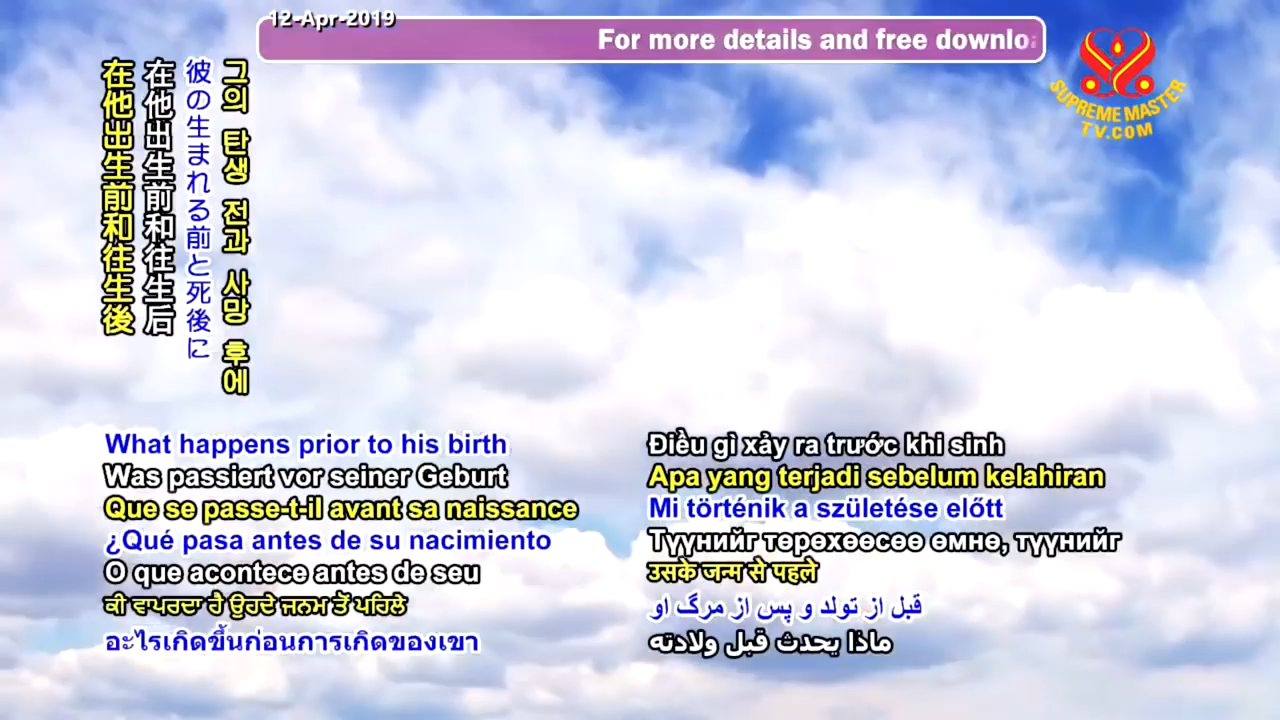 12-Apr-2019
For more details and free downlo
SUPREME MASTER
TV.COM
在他出生前和往生後
在他出生前和往生后
彼の生まれる前と死後に
그의 탄생 전과 사망 후에
What happens prior to his birth
Was passiert vor seiner Geburt
Que se passe-t-il avant sa naissance
¿Qué pasa antes de su nacimiento
O que acontece antes de seu
ਕੀ ਵਾਪਰਦਾ ਹੈ ਉਹਦੇ ਜਨਮ ਤੋਂ ਪਹਿਲੇ
อะไรเกิดขึ้นก่อนการเกิดของเขา
Điều gì xảy ra trước khi sinh
Apa yang terjadi sebelum kelahiran
Mi történik a születése előtt
Түүнийг төрөхөөсөө өмнө, түүнийг
उसके जन्म से पहले
قبل از تولد و پس از مرگ او
ماذا يحدث قبل ولادته